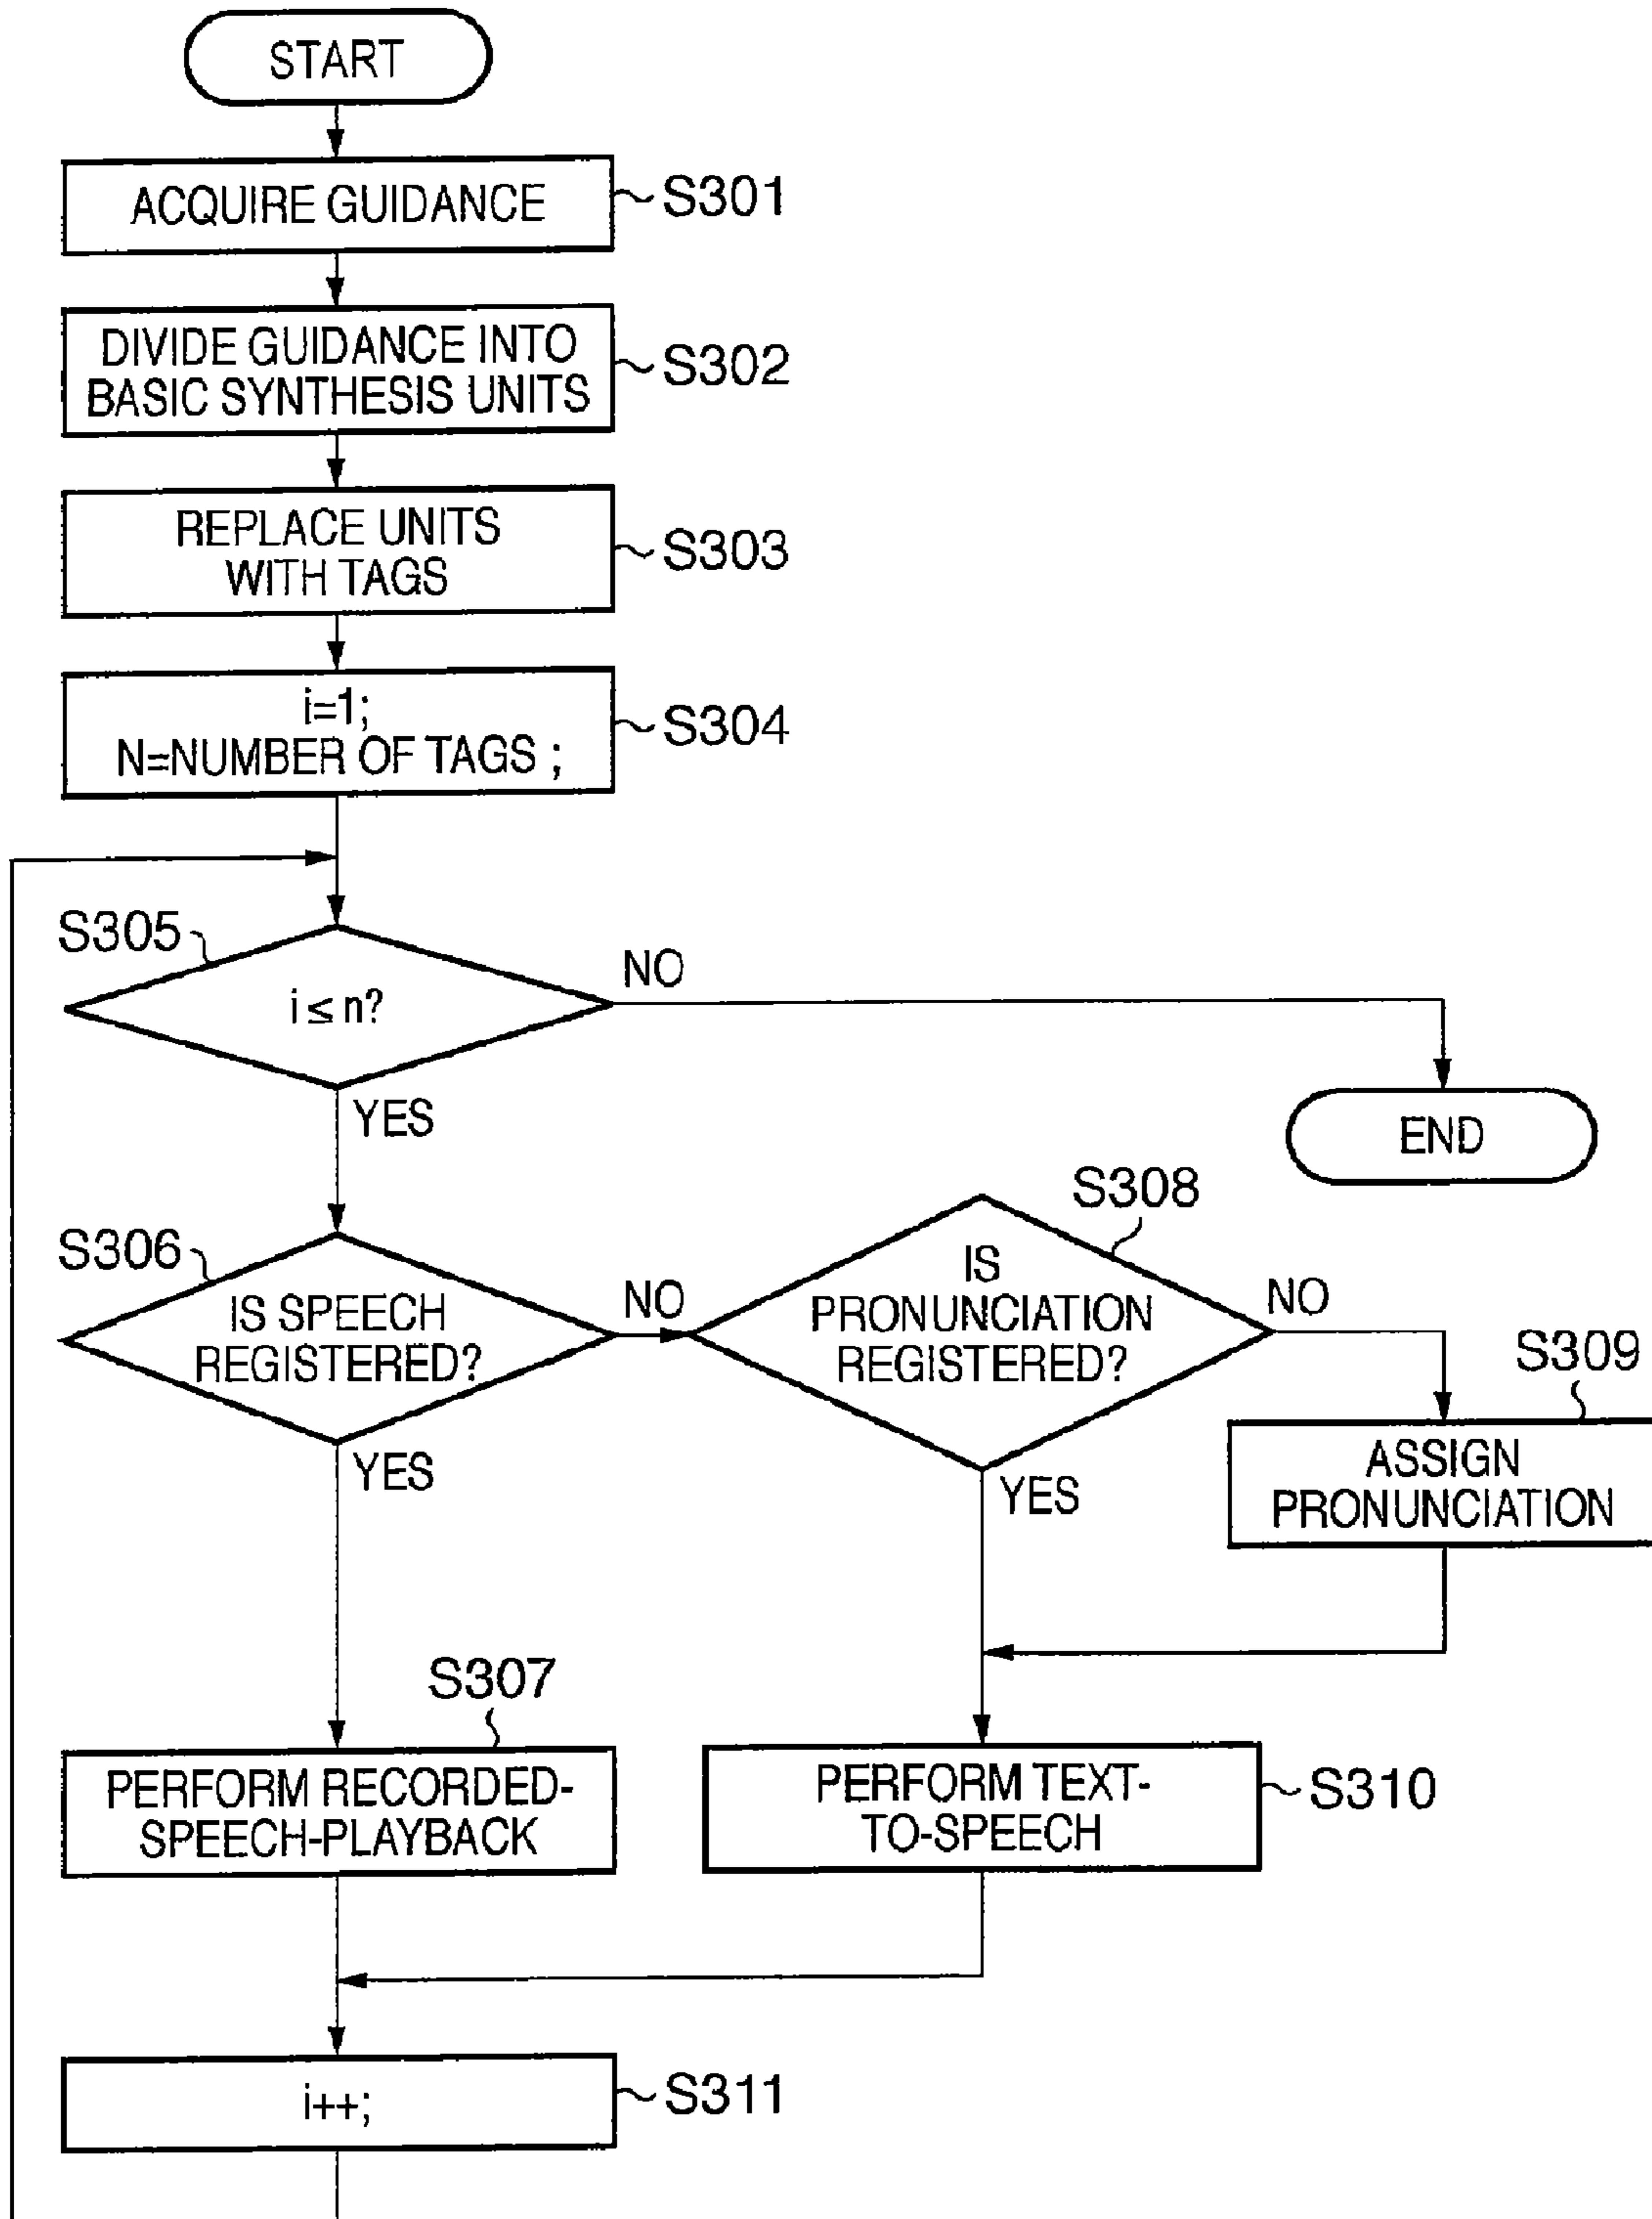 START
ACQUIRE GUIDANCE
S301
DIVIDE GUIDANCE INTO
BASIC SYNTHESIS UNITS
S302
REPLACE UNITS
WITH TAGS
S303
i=1;
N=NUMBER OF TAGS ;
S304
S305
i ≤ n?
NO
YES
END
S306
IS SPEECH
REGISTERED?
NO
YES
S308
IS
PRONUNCIATION
REGISTERED?
NO
YES
S309
ASSIGN
PRONUNCIATION
S307
PERFORM RECORDED-
SPEECH-PLAYBACK
PERFORM TEXT-
TO-SPEECH
S310
i++;
S311